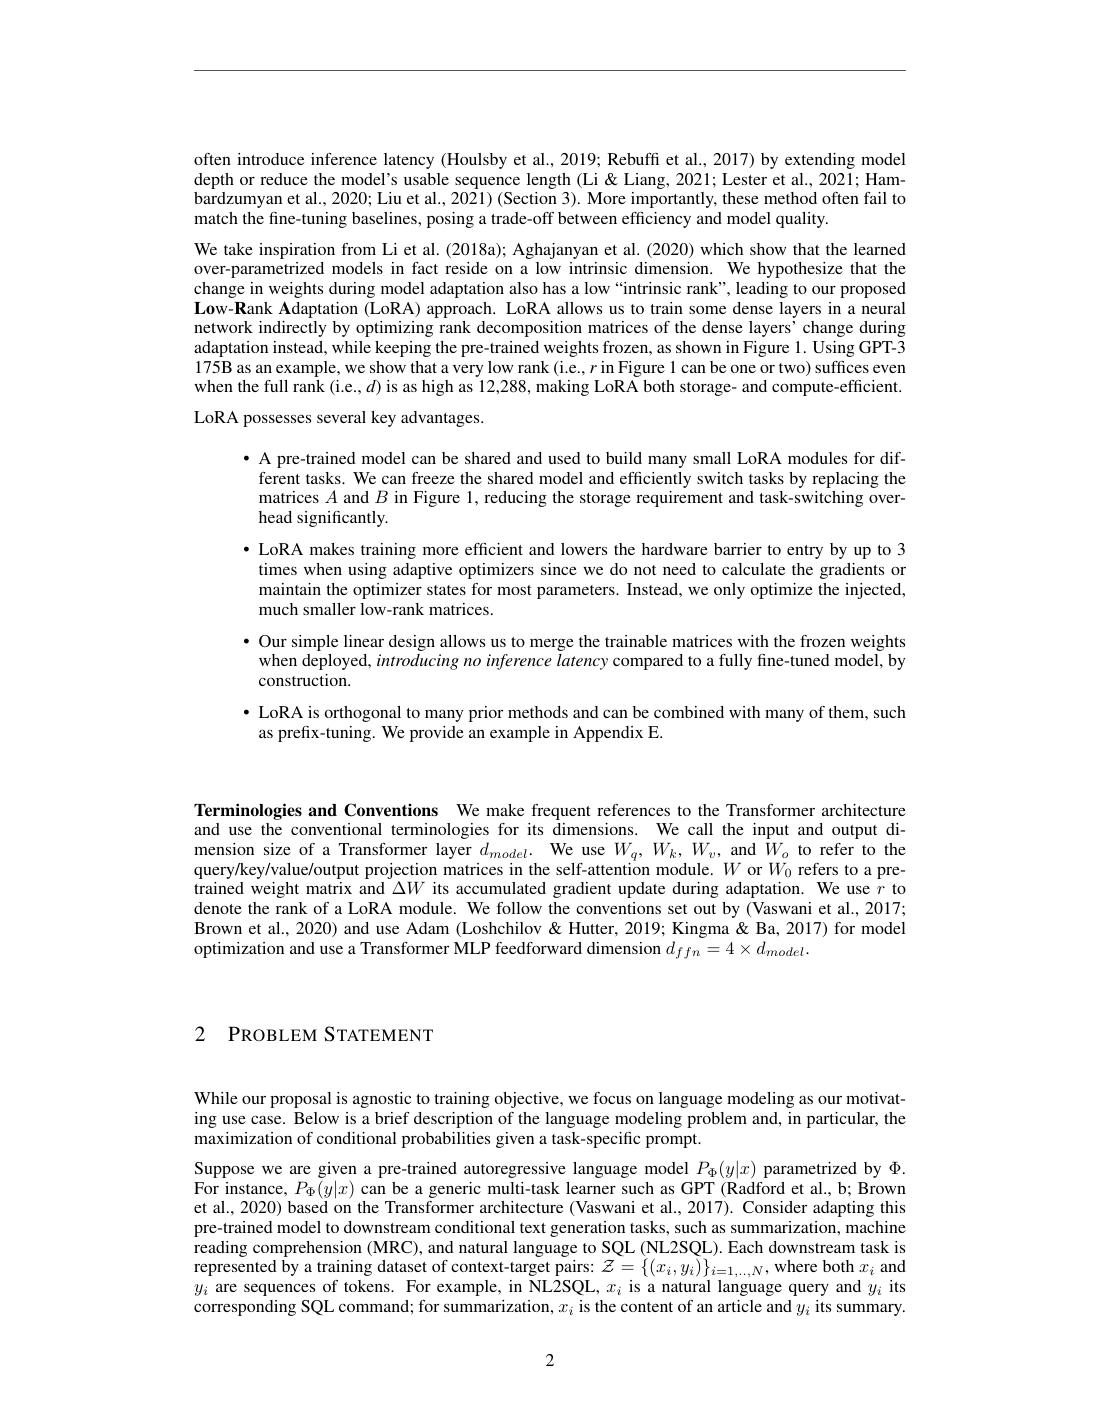 often introduce inference latency (Houlsby et al., 2019; Rebuffi et al., 2017) by extending model
depth or reduce the model's usable sequence length (Li & Liang, 2021; Lester et al., 2021; Ham-
bardzumyan et al., 2020; Liu et al., 2021) (Section 3). More importantly, these method often fail to
match the fine-tuning baselines, posing a trade-off between efficiency and model quality.
We take inspiration from Li et al. (2018a); Aghajanyan et al. (2020) which show that the learned
over-parametrized models in fact reside on a low intrinsic dimension. We hypothesize that the
change in weights during model adaptation also has a low “intrinsic rank”, leading to our proposed
Low-Rank Adaptation (LoRA) approach. LoRA allows us to train some dense layers in a neural
network indirectly by optimizing rank decomposition matrices of the dense layers' change during
adaptation instead, while keeping the pre-trained weights frozen, as shown in Figure 1. Using GPT-3
175B as an example, we show that a very low rank (i.e., r in Figure 1 can be one or two) suffices even
when the full rank (i.e., d) is as high as 12,288, making LoRA both storage- and compute-efficient.
LoRA possesses several key advantages.
• A pre-trained model can be shared and used to build many small LoRA modules for dif-
ferent tasks. We can freeze the shared model and efficiently switch tasks by replacing the
matrices A and B in Figure 1, reducing the storage requirement and task-switching over-
head significantly.
• LoRA makes training more efficient and lowers the hardware barrier to entry by up to 3
times when using adaptive optimizers since we do not need to calculate the gradients or
maintain the optimizer states for most parameters. Instead, we only optimize the injected,
much smaller low-rank matrices.
• Our simple linear design allows us to merge the trainable matrices with the frozen weights
when deployed, introducing no inference latency compared to a fully fine-tuned model, by
construction.
• LoRA is orthogonal to many prior methods and can be combined with many of them, such
as prefix-tuning. We provide an example in Appendix E.
Terminologies and Conventions We make frequent references to the Transformer architecture
and use the conventional terminologies for its dimensions. We call the input and output di-
mension size of a Transformer layer d_{model}. We use W_q, W_k, W_v, and W_o to refer to the
query/key/value/output projection matrices in the self-attention module. W or W_0 refers to a pre-
trained weight matrix and ΔW its accumulated gradient update during adaptation. We use r to
denote the rank of a LoRA module. We follow the conventions set out by (Vaswani et al., 2017;
Brown et al., 2020) and use Adam (Loshchilov & Hutter, 2019; Kingma & Ba, 2017) for model
optimization and use a Transformer MLP feedforward dimension d_{ffn} = 4 × d_{model}.
2 PROBLEM STATEMENT
While our proposal is agnostic to training objective, we focus on language modeling as our motivat-
ing use case. Below is a brief description of the language modeling problem and, in particular, the
maximization of conditional probabilities given a task-specific prompt.
Suppose we are given a pre-trained autoregressive language model P_Φ(y|x) parametrized by Φ.
For instance, P_Φ(y|x) can be a generic multi-task learner such as GPT (Radford et al., b; Brown
et al., 2020) based on the Transformer architecture (Vaswani et al., 2017). Consider adapting this
pre-trained model to downstream conditional text generation tasks, such as summarization, machine
reading comprehension (MRC), and natural language to SQL (NL2SQL). Each downstream task is
represented by a training dataset of context-target pairs: Z = {(x_i, y_i)}_{i=1,..,N}, where both x_i and
y_i are sequences of tokens. For example, in NL2SQL, x_i is a natural language query and y_i its
corresponding SQL command; for summarization, x_i is the content of an article and y_i its summary.
2